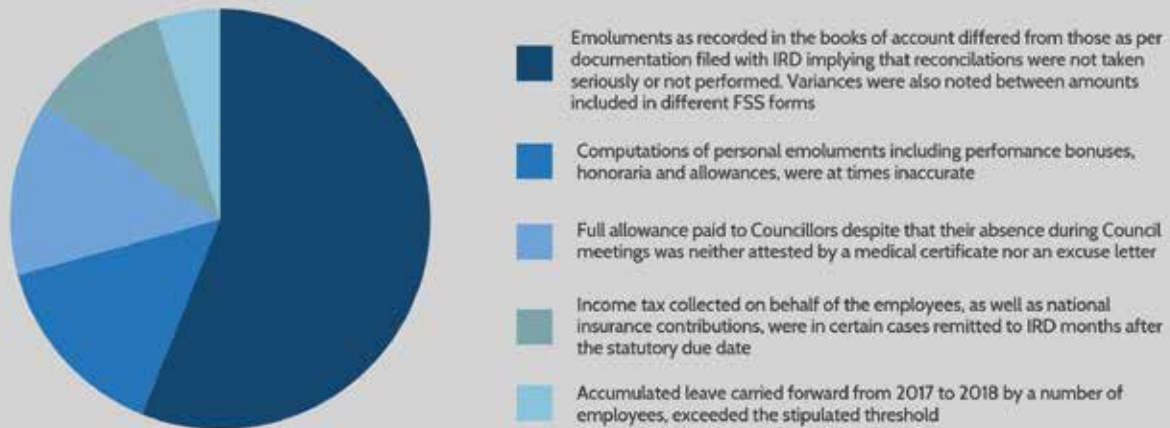 Emoluments as recorded in the books of account differed from those as per
documentation filed with IRD implying that reconcilations were not taken
seriously or not performed. Variances were also noted between amounts
included in different FSS forms
Computations of personal emoluments including perfomance bonuses,
honoraria and allowances, were at times inaccurate
Full allowance paid to Councillors despite that their absence during Council
meetings was neither attested by a medical certificate nor an excuse letter
Income tax collected on behalf of the employees, as well as national
insurance contributions, were in certain cases remitted to IRD months after
the statutory due date
Accumulated leave carried forward from 2017 to 2018 by a number of
employees, exceeded the stipulated threshold